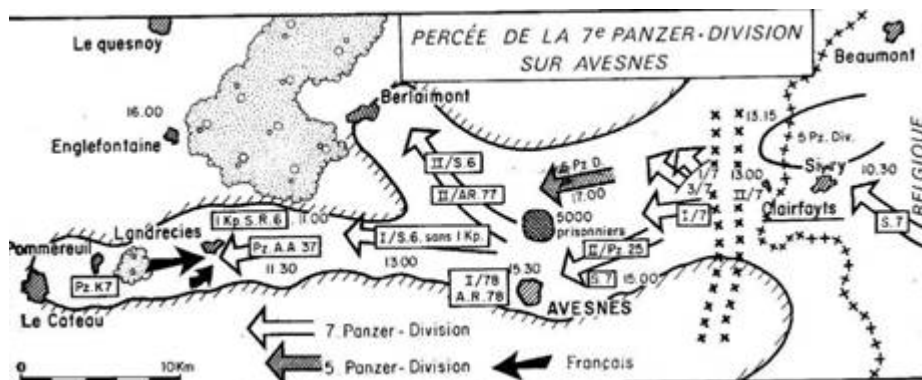 PERCÉE DE LA 7e PANZER-DIVISION
SUR AVESNES
Le quesnoy
Beaumont
Berlaimont
16.00
Englefontaine
13.15
5 Pz. Div.
II/S.6
II/AR.77
17.00
1/7
3/7
13.00
II/7
Sivry
10.30
BELGIQUE
Clairfayts
S.7
I/7
5000
prisonniers
1 Kp S.R.6
11.00
Landrecies
Pz. A.A 37
I/S.6, sans 1 Kp.
II/Pz 25
Pommereuil
11.30
13.00
S.7
15.00
Pz.K7
I/78
A.R.78
15.30
AVESNES
Le Cateau
7. Panzer-Division
0
10Km
5. Panzer-Division
Français